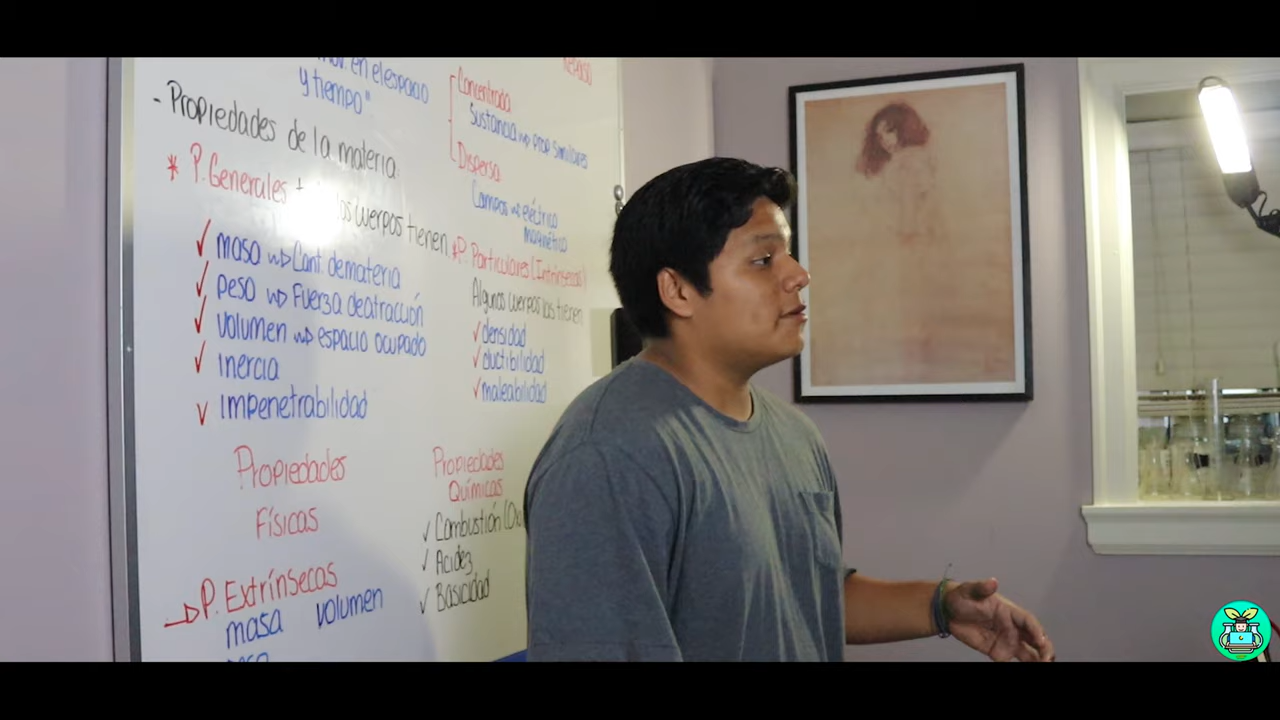 en el espacio
y tiempo"
- Propiedades de la materia:
* P. Generales los cuerpos tienen.
✓ masa → Cant. de materia
✓ peso → Fuerza de atracción
✓ volumen → espacio ocupado
✓ Inercia
✓ Impenetrabilidad
Propiedades
Físicas
→ P. Extrínsecas
masa volumen
Repaso
Concentrada
Sustancia → prop. similares
Dispersa
Campos → eléctrico
magnético
* P. Particulares (Intrínsecas)
Algunos cuerpos las tienen
✓ densidad
✓ ductibilidad
✓ maleabilidad
Propiedades
Químicas
✓ Combustión
✓ Acidez
✓ Basicidad